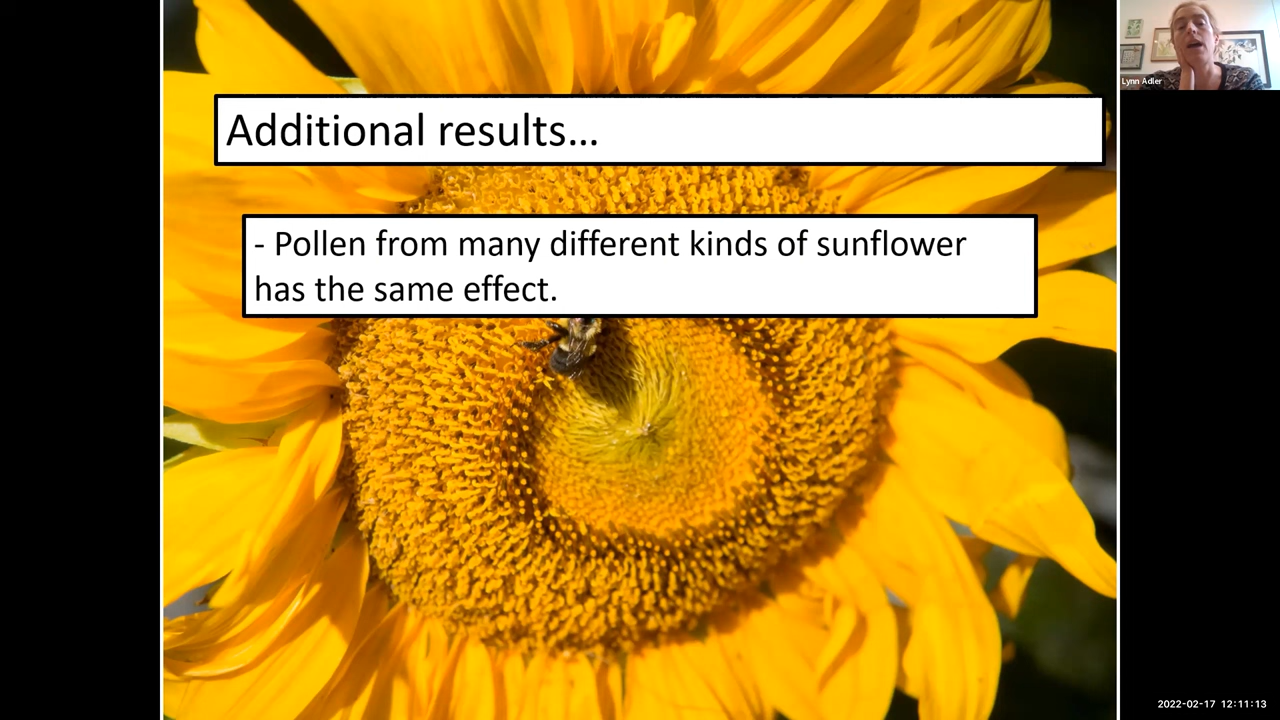 Additional results…
- Pollen from many different kinds of sunflower
has the same effect.
Lynn Adler
2022-02-17 12:11:13